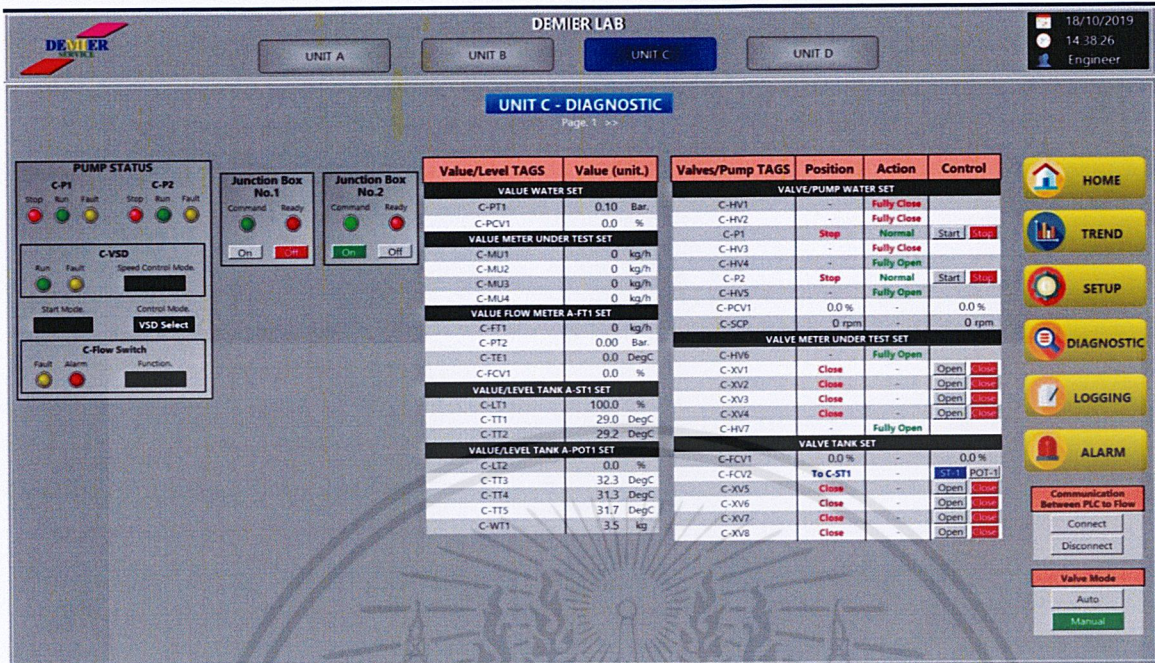 DEMIER
SERVICE
DEMIER LAB
UNIT A
UNIT B
UNIT C
UNIT D
18/10/2019
14.38.26
Engineer
UNIT C - DIAGNOSTIC
Page. 1 >>
PUMP STATUS
C-P1 C-P2
Stop Run Fault Stop Run Fault
C-VSD
Run Fault Speed Control Mode.
Start Mode. Control Mode.
VSD Select
C-Flow Switch
Fault Alarm Function.
Junction Box
No.1
Command Ready
On Off
Junction Box
No.2
Command Ready
On Off
Value/Level TAGS Value (unit.)
VALUE WATER SET
C-PT1 0.10 Bar.
C-PCV1 0.0 %
VALUE METER UNDER TEST SET
C-MU1 0 kg/h
C-MU2 0 kg/h
C-MU3 0 kg/h
C-MU4 0 kg/h
VALUE FLOW METER A-FT1 SET
C-FT1 0 kg/h
C-PT2 0.00 Bar.
C-TE1 0.0 DegC
C-FCV1 0.0 %
VALUE/LEVEL TANK A-ST1 SET
C-LT1 100.0 %
C-TT1 29.0 DegC
C-TT2 29.2 DegC
VALUE/LEVEL TANK A-POT1 SET
C-LT2 0.0 %
C-TT3 32.3 DegC
C-TT4 31.3 DegC
C-TT5 31.7 DegC
C-WT1 3.5 kg
Valves/Pump TAGS Position Action Control
VALVE/PUMP WATER SET
C-HV1 - Fully Close
C-HV2 - Fully Close
C-P1 Stop Normal Start Stop
C-HV3 - Fully Close
C-HV4 - Fully Open
C-P2 Stop Normal Start Stop
C-HV5 - Fully Open
C-PCV1 0.0 % - 0.0 %
C-SCP 0 rpm - 0 rpm
VALVE METER UNDER TEST SET
C-HV6 - Fully Open
C-XV1 Close - Open Close
C-XV2 Close - Open Close
C-XV3 Close - Open Close
C-XV4 Close - Open Close
C-HV7 - Fully Open
VALVE TANK SET
C-FCV1 0.0 % - 0.0 %
C-FCV2 To C-ST1 - ST-1 POT-1
C-XV5 Close - Open Close
C-XV6 Close - Open Close
C-XV7 Close - Open Close
C-XV8 Close - Open Close
HOME
TREND
SETUP
DIAGNOSTIC
LOGGING
ALARM
Communication
Between PLC to Flow
Connect
Disconnect
Valve Mode
Auto
Manual